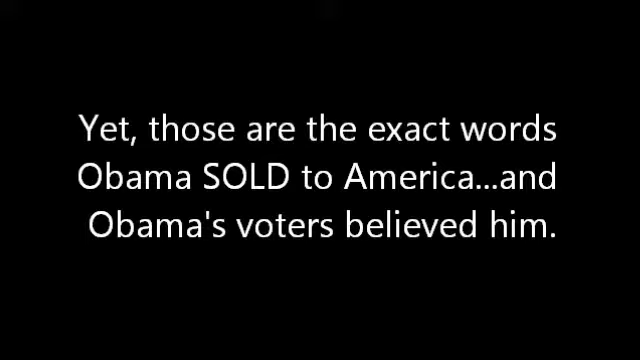 Yet, those are the exact words
Obama SOLD to America...and
Obama's voters believed him.